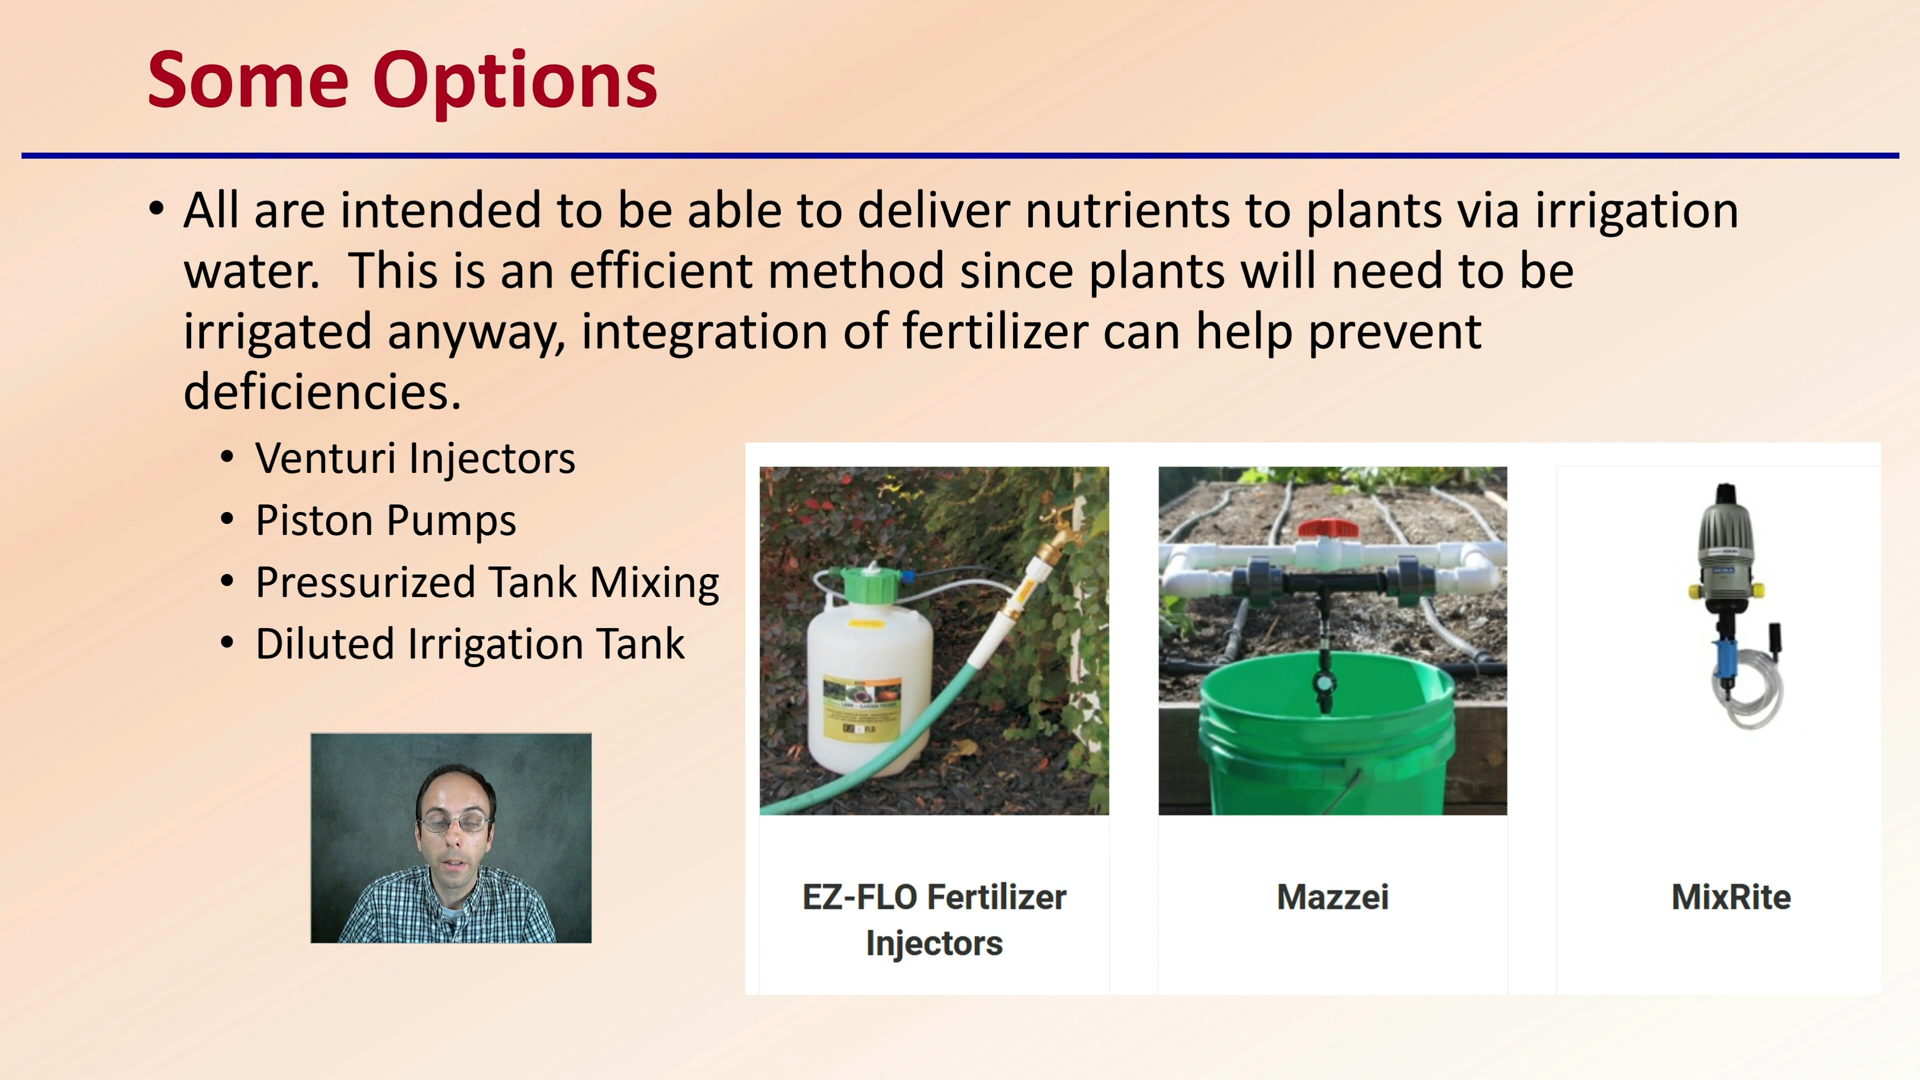 Some Options
• All are intended to be able to deliver nutrients to plants via irrigation
water.  This is an efficient method since plants will need to be
irrigated anyway, integration of fertilizer can help prevent
deficiencies.
• Venturi Injectors
• Piston Pumps
• Pressurized Tank Mixing
• Diluted Irrigation Tank
EZ-FLO Fertilizer
Injectors
Mazzei
MixRite